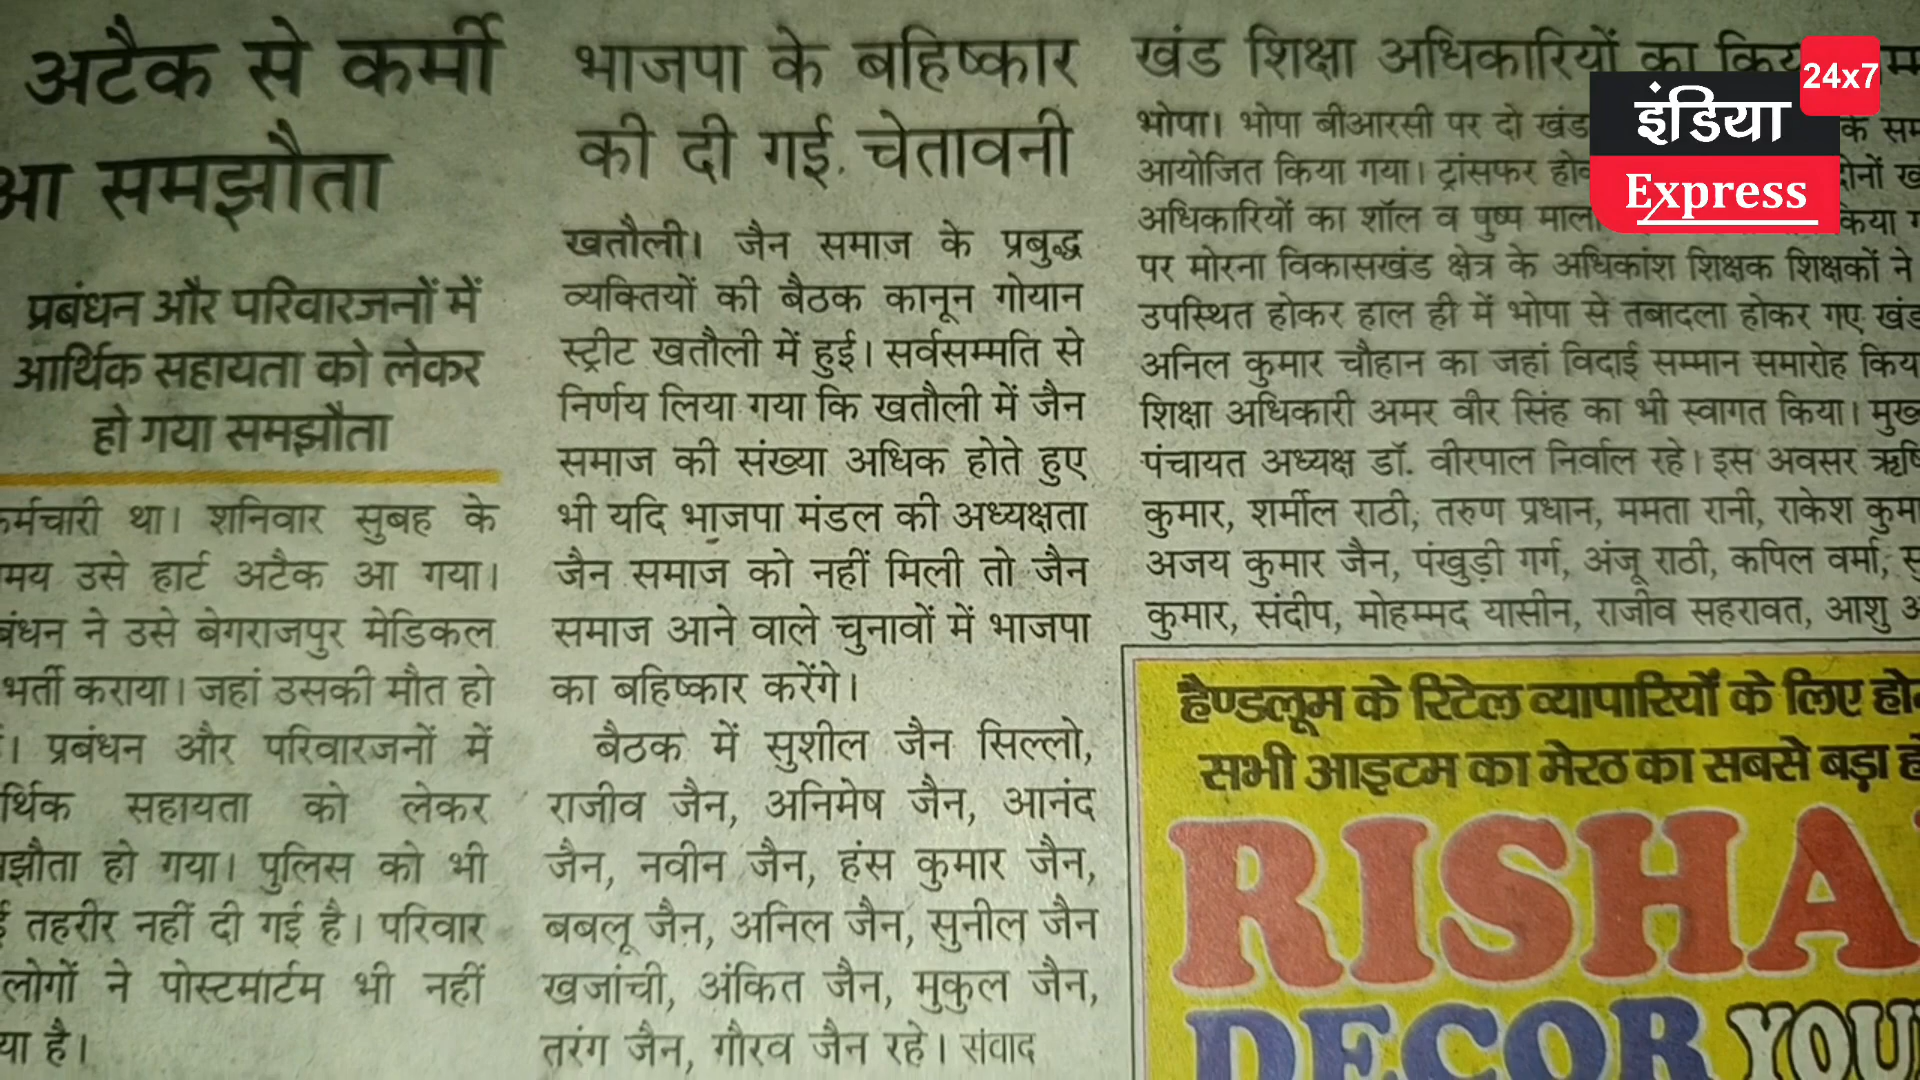 अटैक से कर्मी
आ समझौता
प्रबंधन और परिवारजनों में
आर्थिक सहायता को लेकर
हो गया समझौता
कर्मचारी था। शनिवार सुबह के
उसे हार्ट अटैक आ गया।
ने उसे बेगराजपुर मेडिकल
भर्ती कराया। जहां उसकी मौत हो
। प्रबंधन और परिवारजनों में
सहायता को लेकर
हो गया। पुलिस को भी
तहरीर नहीं दी गई है। परिवार
लोगों ने पोस्टमार्टम भी नहीं
या है।
भाजपा के बहिष्कार
की दी गई चेतावनी
खतौली। जैन समाज के प्रबुद्ध
व्यक्तियों की बैठक कानून गोयान
स्ट्रीट खतौली में हुई। सर्वसम्मति से
निर्णय लिया गया कि खतौली में जैन
समाज की संख्या अधिक होते हुए
भी यदि भाजपा मंडल की अध्यक्षता
जैन समाज को नहीं मिली तो जैन
समाज आने वाले चुनावों में भाजपा
का बहिष्कार करेंगे।
बैठक में सुशील जैन सिल्लो,
राजीव जैन, अनिमेष जैन, आनंद
जैन, नवीन जैन, हंस कुमार जैन,
बबलू जैन, अनिल जैन, सुनील जैन
खजांची, अंकित जैन, मुकुल जैन,
तरंग जैन, गौरव जैन रहे। संवाद
खंड शिक्षा अधिकारियों का
भोपा। भोपा बीआरसी पर दो खंड के
आयोजित किया गया। ट्रांसफर
अधिकारियों का शॉल व पुष्प किया
पर मोरना विकासखंड क्षेत्र के अधिकांश शिक्षक शिक्षकों ने
उपस्थित होकर हाल ही में भोपा से तबादला होकर गए
अनिल कुमार चौहान का जहां विदाई सम्मान समारोह
शिक्षा अधिकारी अमर वीर सिंह का भी स्वागत किया।
पंचायत अध्यक्ष डॉ. वीरपाल निर्वाल रहे। इस अवसर
कुमार, शर्मील राठी, तरुण प्रधान, ममता रानी, राकेश
अजय कुमार जैन, पंखुड़ी गर्ग, अंजू राठी, कपिल वर्मा,
कुमार, संदीप, मोहम्मद यासीन, राजीव सहरावत, आशु
हैण्डलूम के रिटेल व्यापारियों के लिए
सभी आइटम का मेरठ का सबसे बड़ा
RISHA
DECOR YOU
24x7
इंडिया
Express